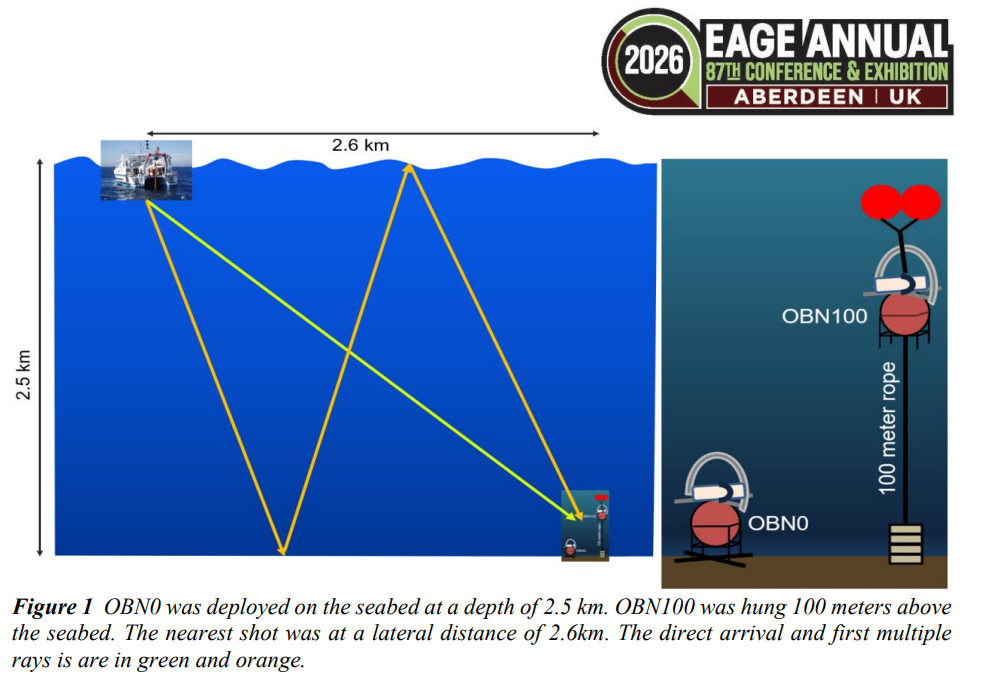 2026
EAGE ANNUAL
87TH CONFERENCE & EXHIBITION
ABERDEEN | UK
2.6 km
2.5 km
OBN100
100 meter rope
OBN0
Figure 1 OBN0 was deployed on the seabed at a depth of 2.5 km. OBN100 was hung 100 meters above
the seabed. The nearest shot was at a lateral distance of 2.6km. The direct arrival and first multiple
rays is are in green and orange.